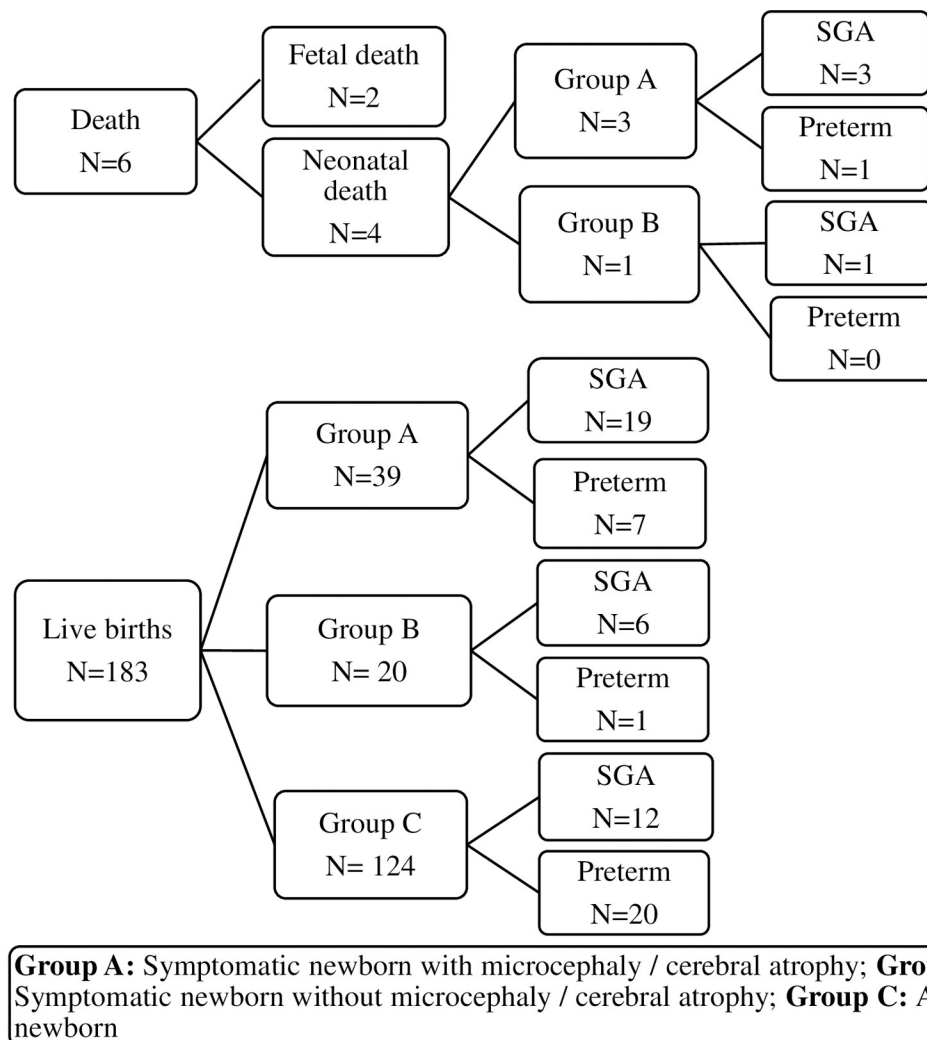 Death
N=6
Fetal death
N=2
Neonatal
death
N=4
Group A
N=3
SGA
N=3
Preterm
N=1
Group B
N=1
SGA
N=1
Preterm
N=0
Live births
N=183
Group A
N=39
SGA
N=19
Preterm
N=7
Group B
N= 20
SGA
N=6
Preterm
N=1
Group C
N= 124
SGA
N=12
Preterm
N=20
Group A: Symptomatic newborn with microcephaly / cerebral atrophy;
Symptomatic newborn without microcephaly / cerebral atrophy; Group C:
newborn